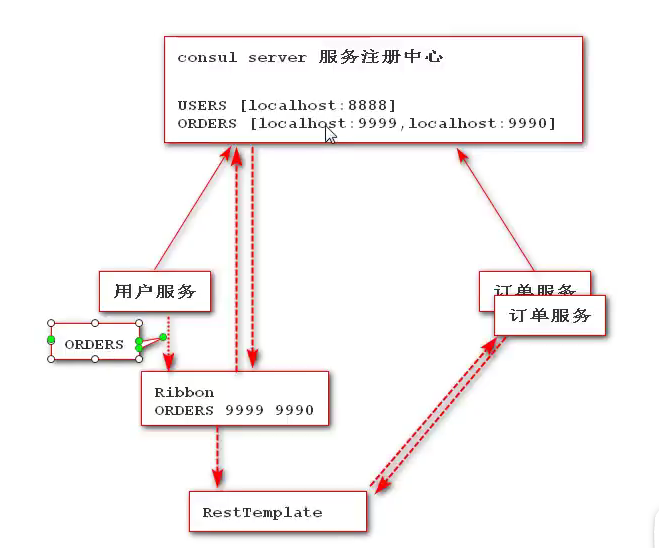 consul server 服务注册中心
USERS [localhost:8888]
ORDERS [localhost:9999,localhost:9990]
用户服务
订单服务
订单服务
ORDERS
Ribbon
ORDERS 9999 9990
RestTemplate